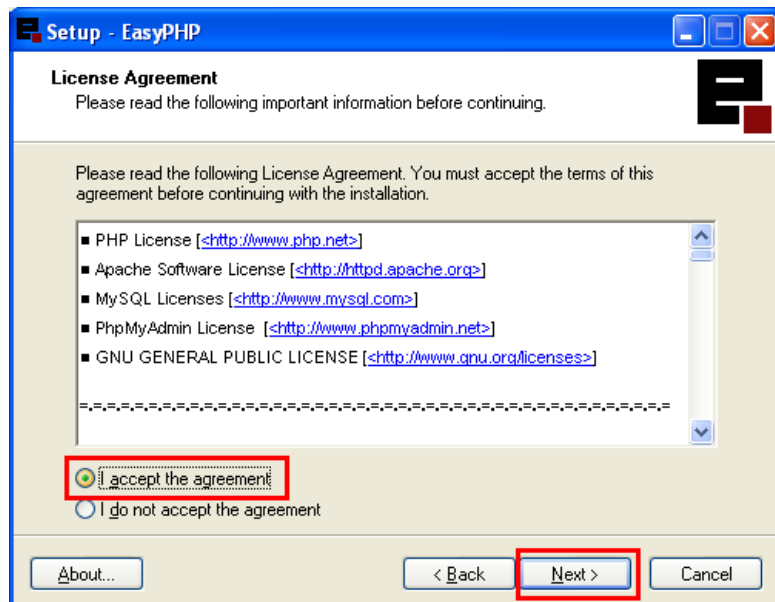 Setup - EasyPHP
License Agreement
Please read the following important information before continuing.
Please read the following License Agreement. You must accept the terms of this
agreement before continuing with the installation.
■ PHP License [<http://www.php.net>]
■ Apache Software License [<http://httpd.apache.org>]
■ MySQL Licenses [<http://www.mysql.com>]
■ PhpMyAdmin License [<http://www.phpmyadmin.net>]
■ GNU GENERAL PUBLIC LICENSE [<http://www.gnu.org/licenses>]
=-=-=-=-=-=-=-=-=-=-=-=-=-=-=-=-=-=-=-=-=-=-=-=-=-=-=-=-=-=-=-=-=-=-=-=-=-=-=-=-=-=
I accept the agreement
I do not accept the agreement
About...
< Back
Next >
Cancel